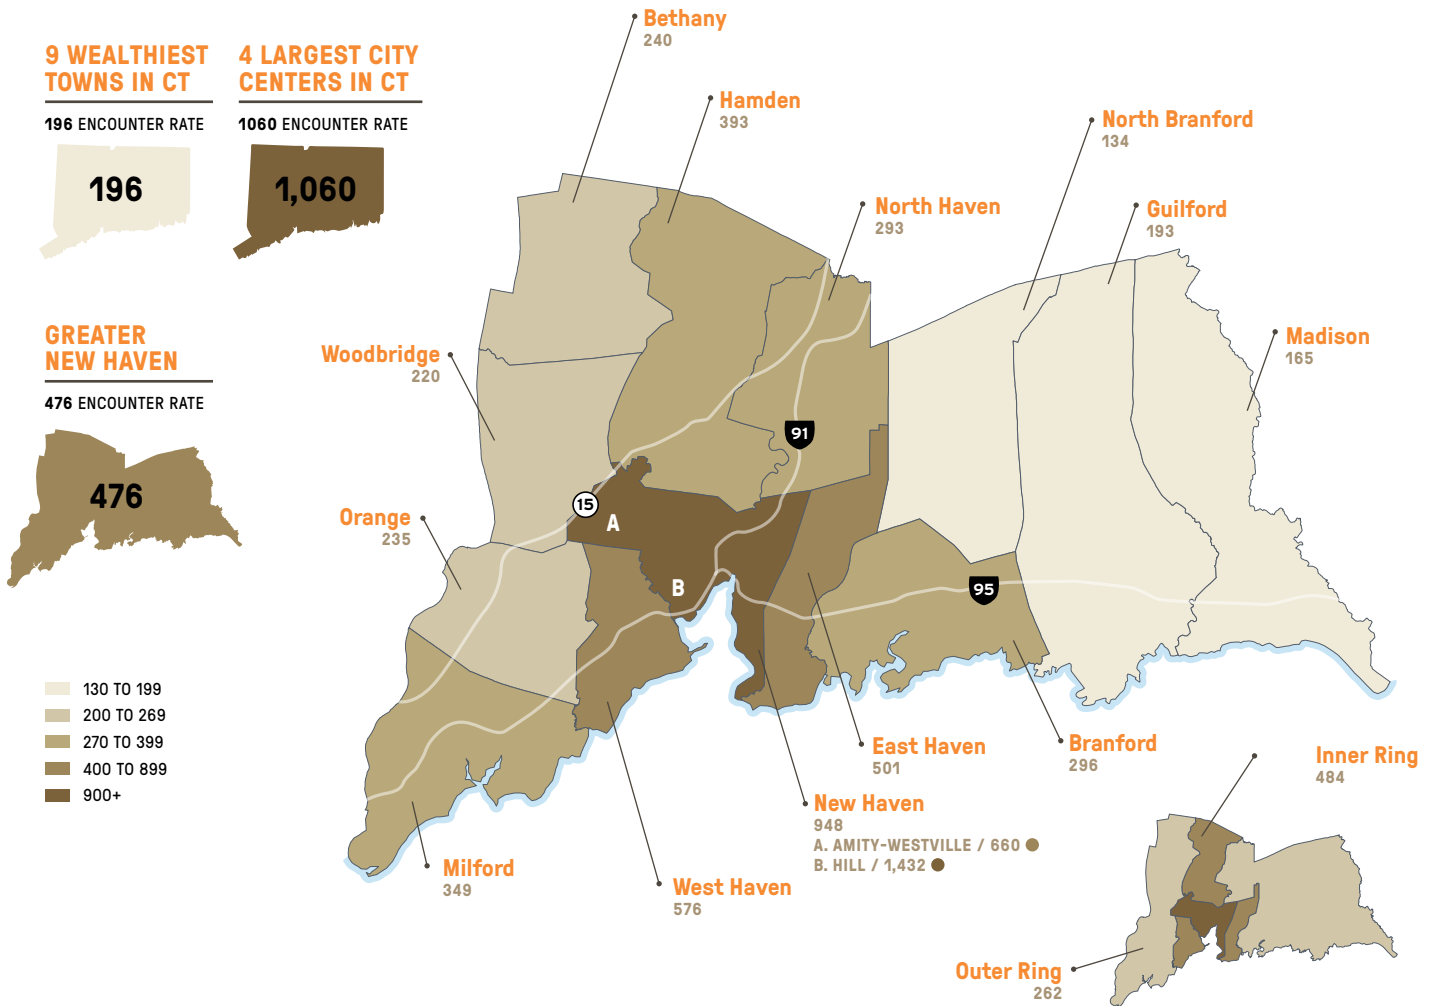 9 WEALTHIEST
TOWNS IN CT
196 ENCOUNTER RATE
196
4 LARGEST CITY
CENTERS IN CT
1060 ENCOUNTER RATE
1,060
GREATER
NEW HAVEN
476 ENCOUNTER RATE
476
130 TO 199
200 TO 269
270 TO 399
400 TO 899
900+
Bethany
240
Hamden
393
North Haven
293
North Branford
134
Guilford
193
Madison
165
Woodbridge
220
Orange
235
91
15
A
B
95
East Haven
501
Branford
296
New Haven
948
A. AMITY-WESTVILLE / 660
B. HILL / 1,432
Milford
349
West Haven
576
Inner Ring
484
Outer Ring
262